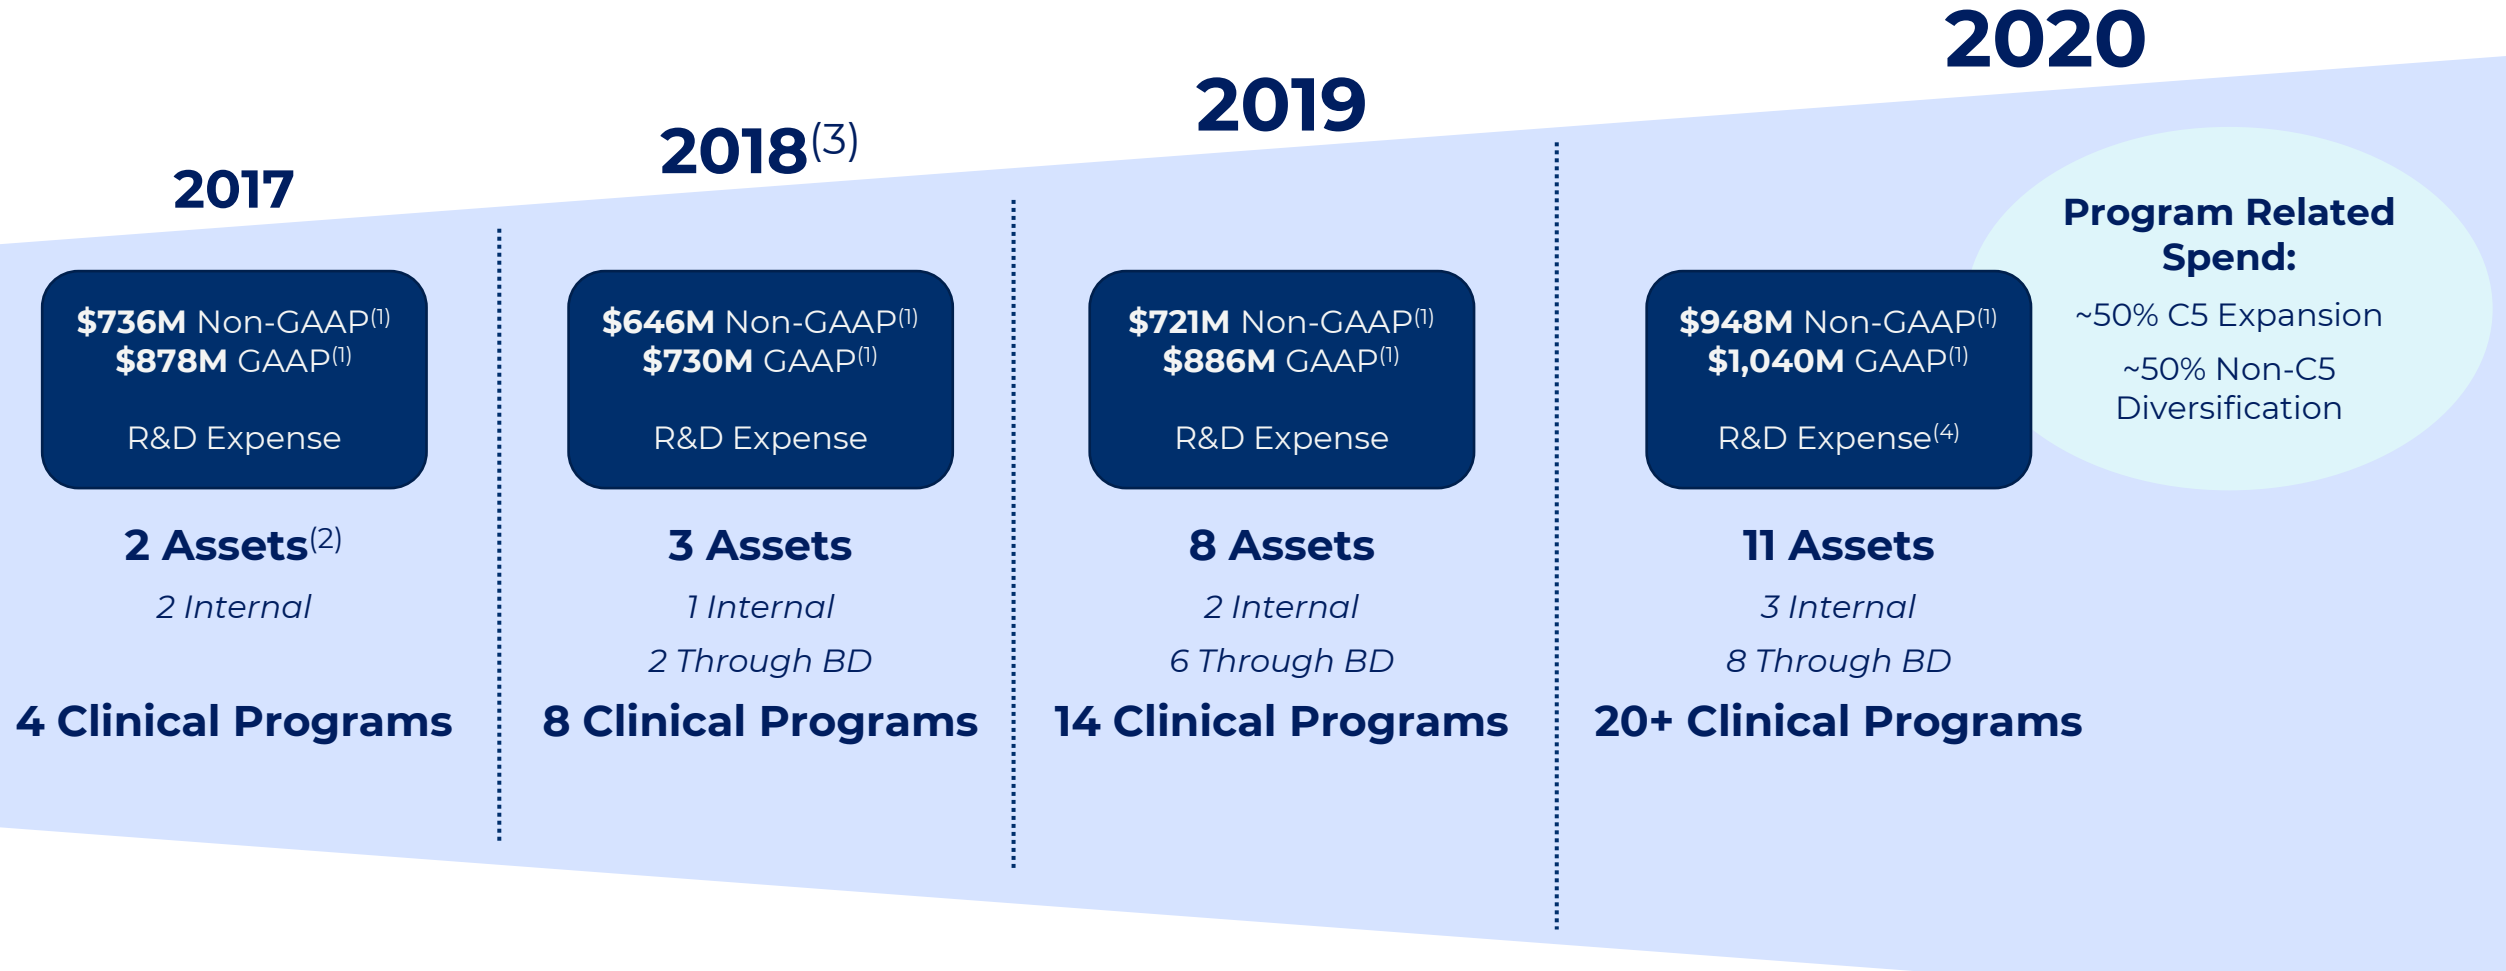 2017
$736M Non-GAAP(1)
$878M GAAP(1)
R&D Expense
2 Assets(2)
2 Internal
4 Clinical Programs
2018(3)
$646M Non-GAAP(1)
$730M GAAP(1)
R&D Expense
3 Assets
1 Internal
2 Through BD
8 Clinical Programs
2019
$721M Non-GAAP(1)
$886M GAAP(1)
R&D Expense
8 Assets
2 Internal
6 Through BD
14 Clinical Programs
2020
$948M Non-GAAP(1)
$1,040M GAAP(1)
R&D Expense(4)
11 Assets
3 Internal
8 Through BD
20+ Clinical Programs
Program Related
Spend:
~50% C5 Expansion
~50% Non-C5
Diversification